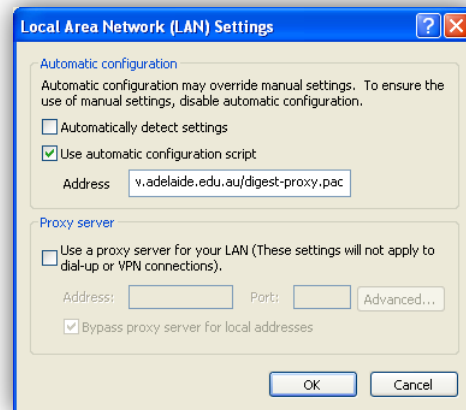 Local Area Network (LAN) Settings
Automatic configuration
Automatic configuration may override manual settings. To ensure the
use of manual settings, disable automatic configuration.
Automatically detect settings
Use automatic configuration script
Address v.adelaide.edu.au/digest-proxy.pac
Proxy server
Use a proxy server for your LAN (These settings will not apply to
dial-up or VPN connections).
Address: Port: Advanced...
Bypass proxy server for local addresses
OK Cancel